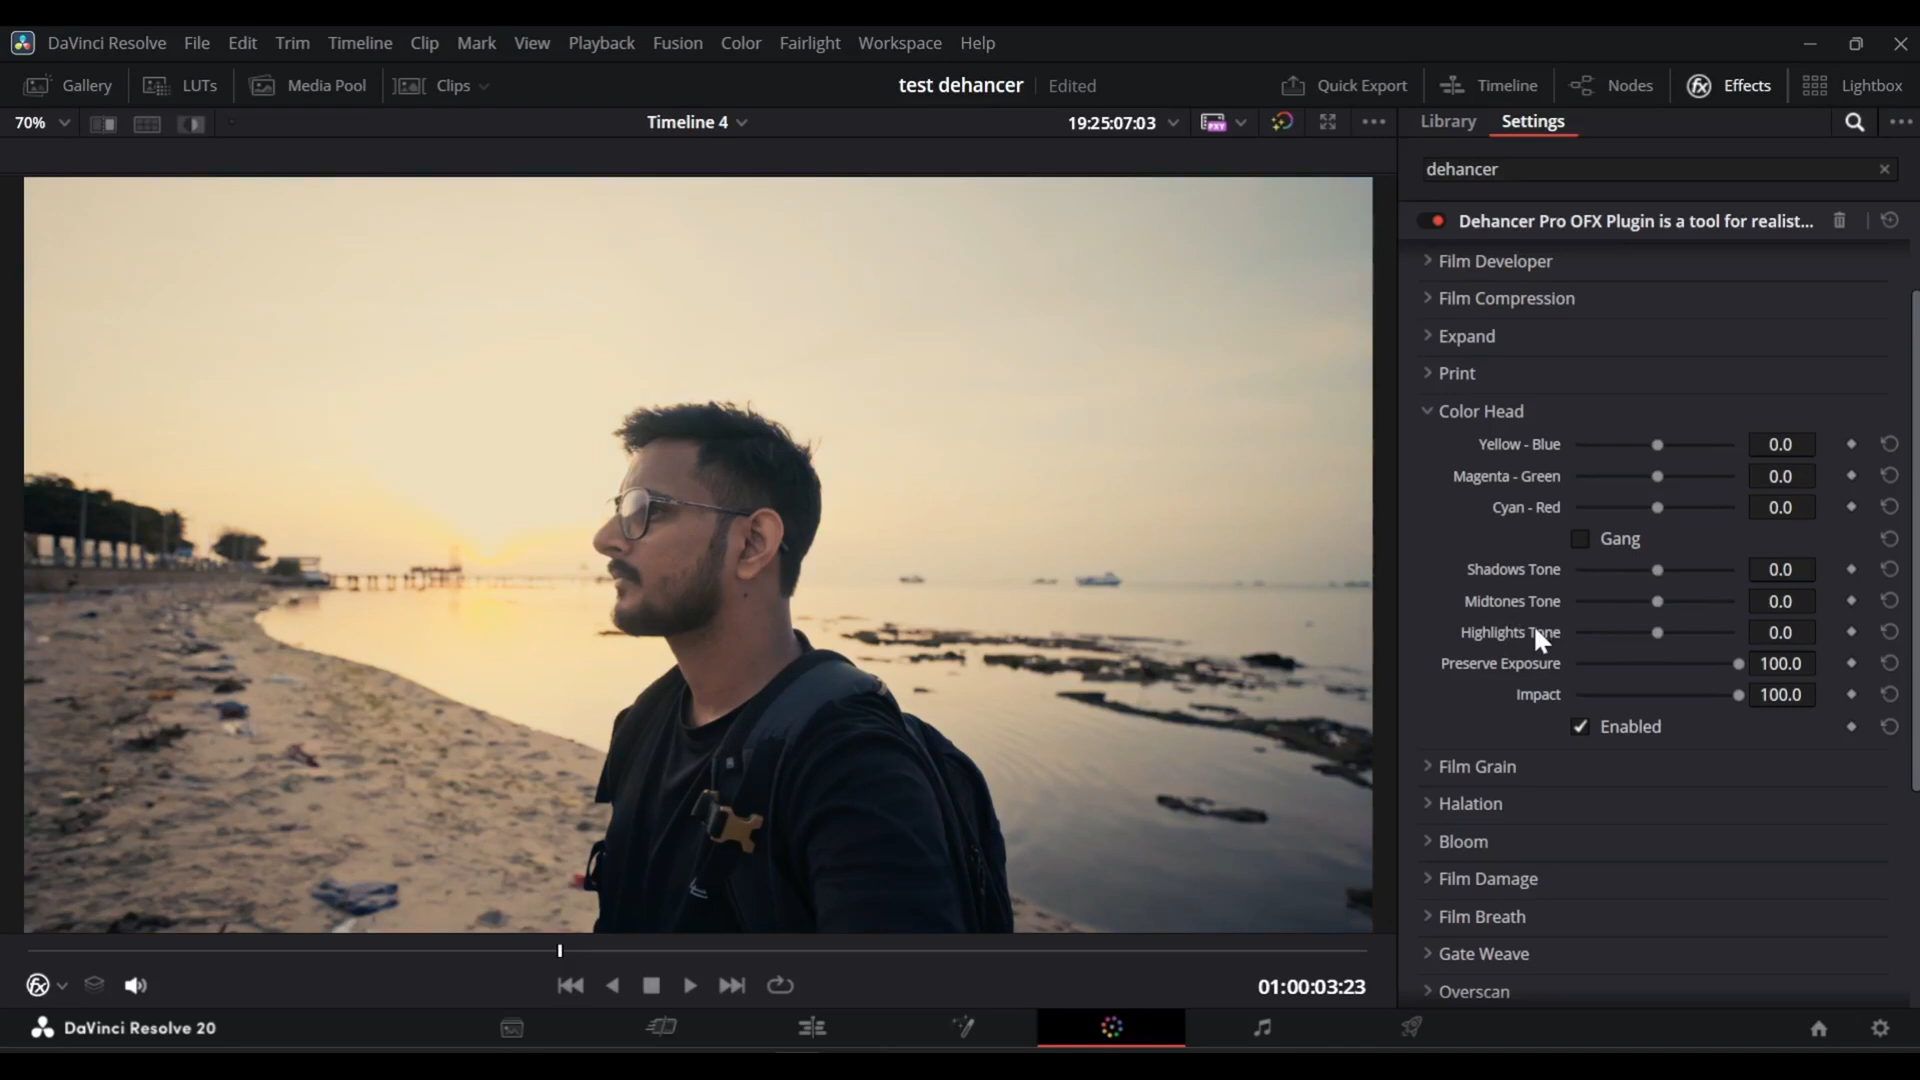 DaVinci Resolve File Edit Trim Timeline Clip Mark View Playback Fusion Color Fairlight Workspace Help
Gallery LUTs Media Pool Clips test dehancer Edited Quick Export Timeline Nodes Effects Lightbox
70% Timeline 4 19:25:07:03 PXY Library Settings
dehancer
Dehancer Pro OFX Plugin is a tool for realist...
Film Developer
Film Compression
Expand
Print
Color Head
Yellow - Blue 0.0
Magenta - Green 0.0
Cyan - Red 0.0
Gang
Shadows Tone 0.0
Midtones Tone 0.0
Highlights Tone 0.0
Preserve Exposure 100.0
Impact 100.0
Enabled
Film Grain
Halation
Bloom
Film Damage
Film Breath
Gate Weave
Overscan
01:00:03:23
DaVinci Resolve 20